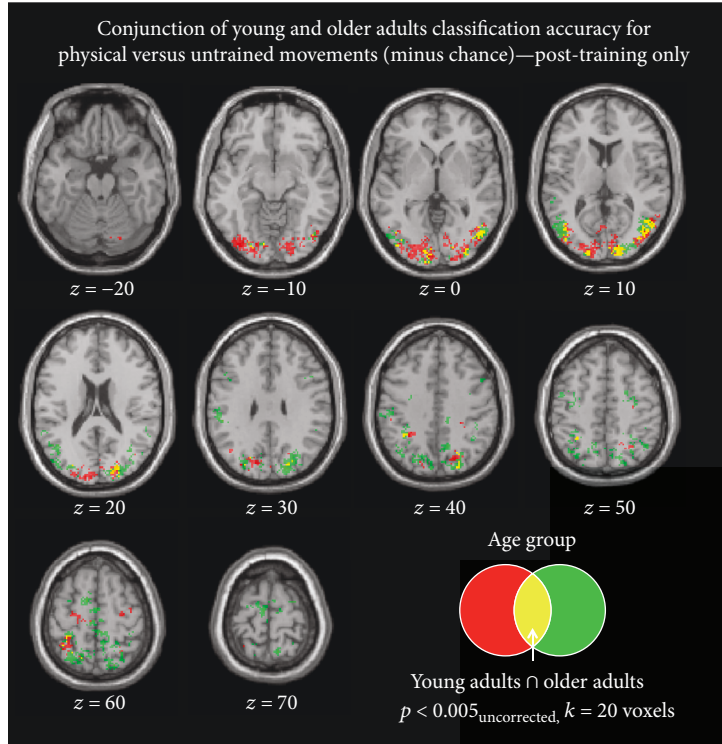 Conjunction of young and older adults classification accuracy for
physical versus untrained movements (minus chance)—post-training only
z = −20
z = −10
z = 0
z = 10
z = 20
z = 30
z = 40
z = 50
Age group
Young adults ∩ older adults
p < 0.005uncorrected, k = 20 voxels
z = 60
z = 70